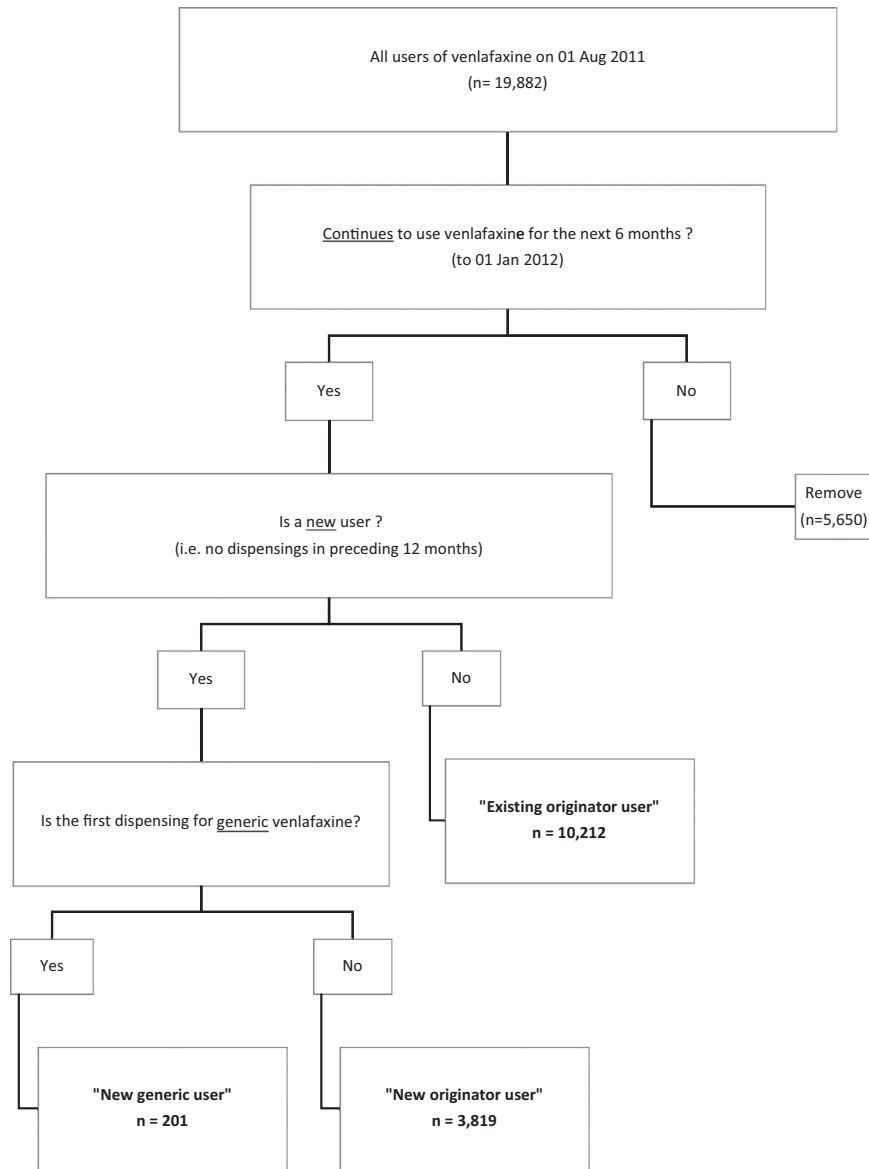 All users of venlafaxine on 01 Aug 2011
(n= 19,882)
Continues to use venlafaxine for the next 6 months ?
(to 01 Jan 2012)
Yes
No
Remove
(n=5,650)
Is a new user ?
(i.e. no dispensings in preceding 12 months)
Yes
No
"Existing originator user"
n = 10,212
Is the first dispensing for generic venlafaxine?
Yes
No
"New generic user"
n = 201
"New originator user"
n = 3,819